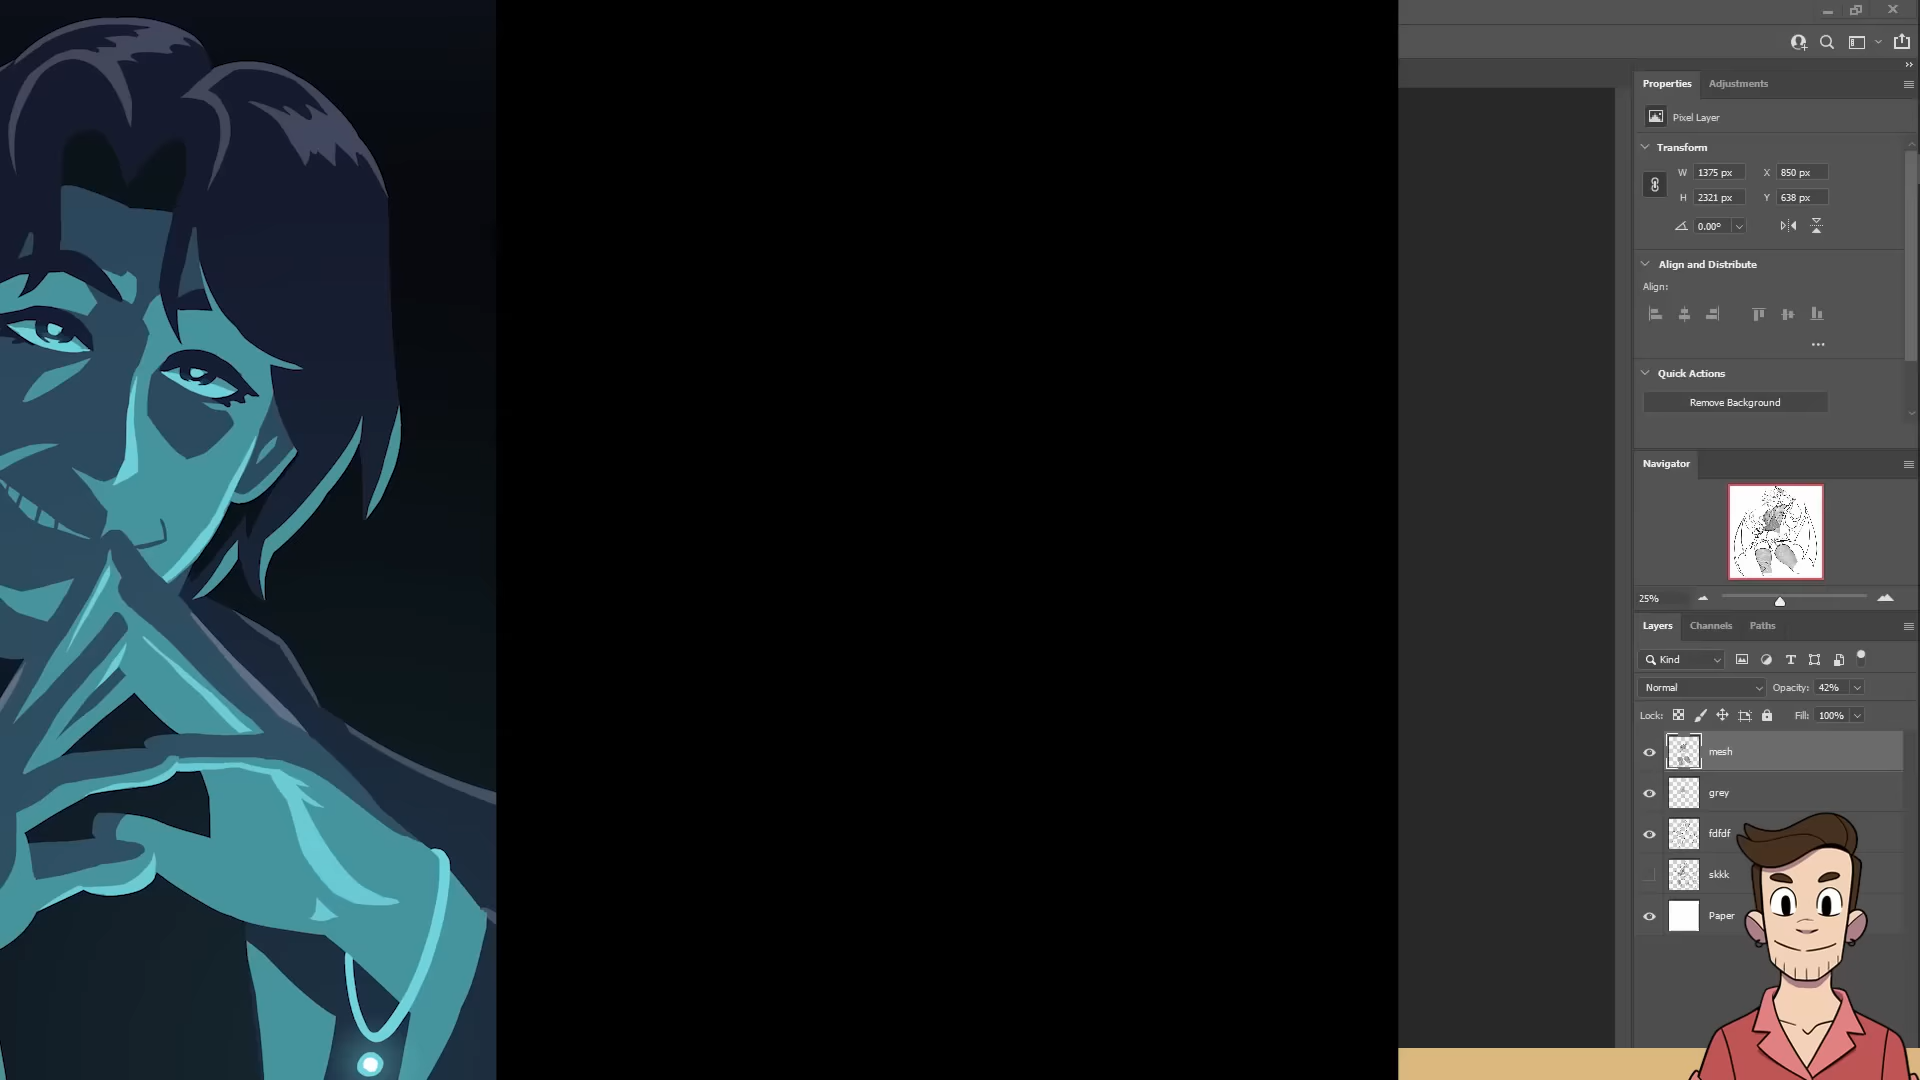 Properties Adjustments
Pixel Layer
Transform
W 1375 px X 850 px
H 2321 px Y 638 px
0.00°
Align and Distribute
Align:
Quick Actions
Remove Background
Navigator
25%
Layers Channels Paths
Kind
Normal Opacity: 42%
Lock: Fill: 100%
mesh
grey
fdfdf
skkk
Paper